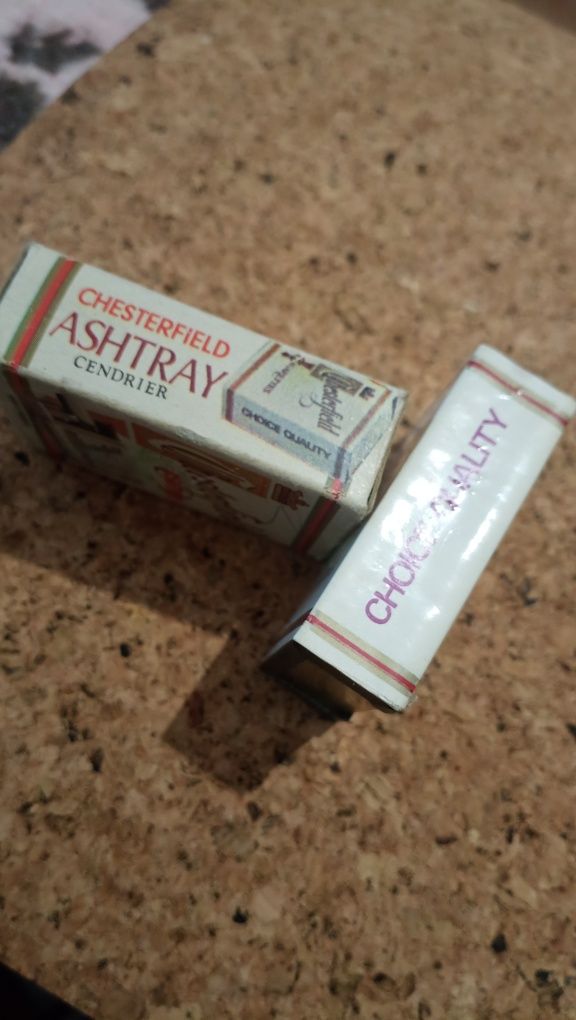 CHESTERFiELD
ASHTRAY
CENDRIER
Chesterfield
CHOICE QUALITY
CHOICE QUALITY